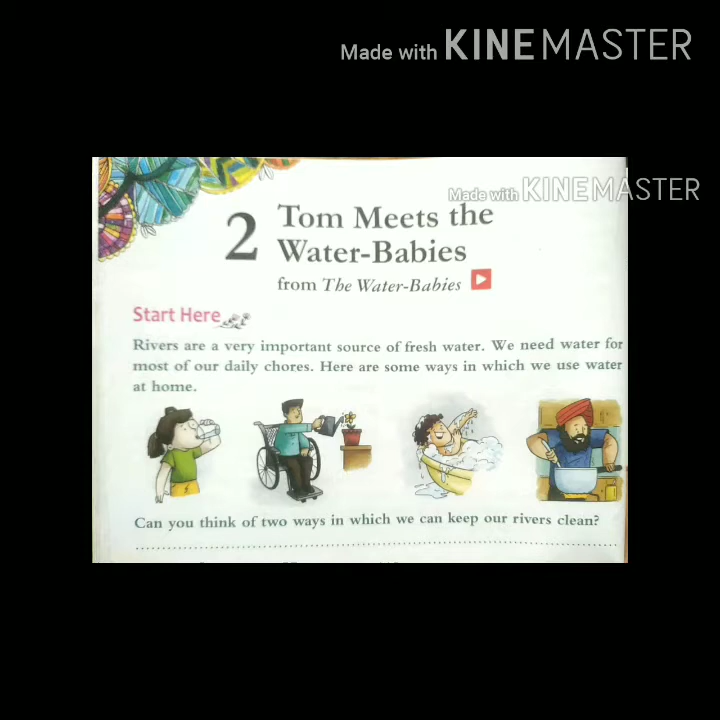 Made with KINEMASTER
Made with KINEMASTER
2 Tom Meets the
Water-Babies
from The Water-Babies
Start Here
Rivers are a very important source of fresh water. We need water for
most of our daily chores. Here are some ways in which we use water
at home.
Can you think of two ways in which we can keep our rivers clean?